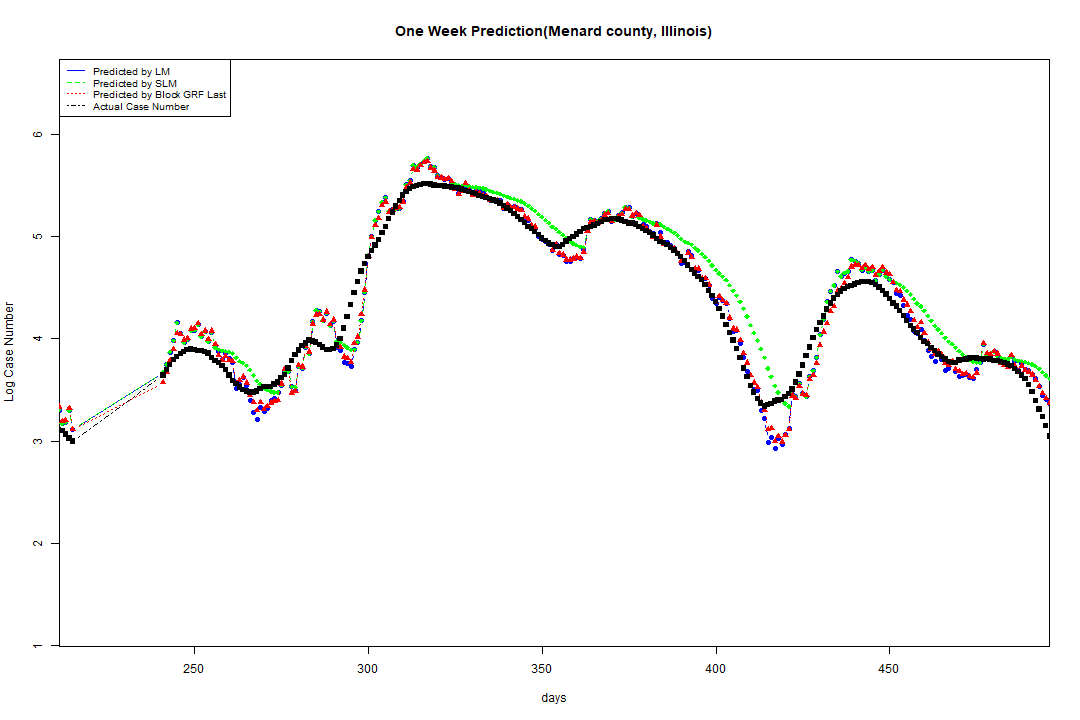 One Week Prediction(Menard county, Illinois)
Predicted by LM
Predicted by SLM
Predicted by Block GRF Last
Actual Case Number
6
5
4
3
2
1
Log Case Number
250 300 350 400 450
days